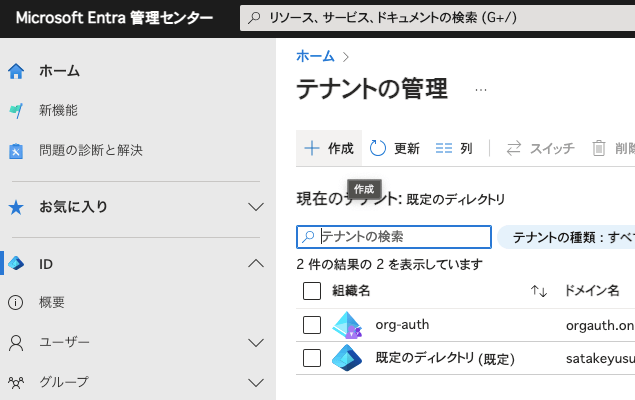 Microsoft Entra 管理センター
リソース、サービス、ドキュメントの検索 (G+/)
ホーム
新機能
問題の診断と解決
お気に入り
ID
概要
ユーザー
グループ
ホーム >
テナントの管理 …
+ 作成 更新 列 スイッチ 削除
作成
現在のテナント: 既定のディレクトリ
テナントの検索
テナントの種類 : すべ
2 件の結果の 2 を表示しています
組織名 ↑↓ ドメイン名
org-auth orgauth.on
既定のディレクトリ (既定) satakeyusu